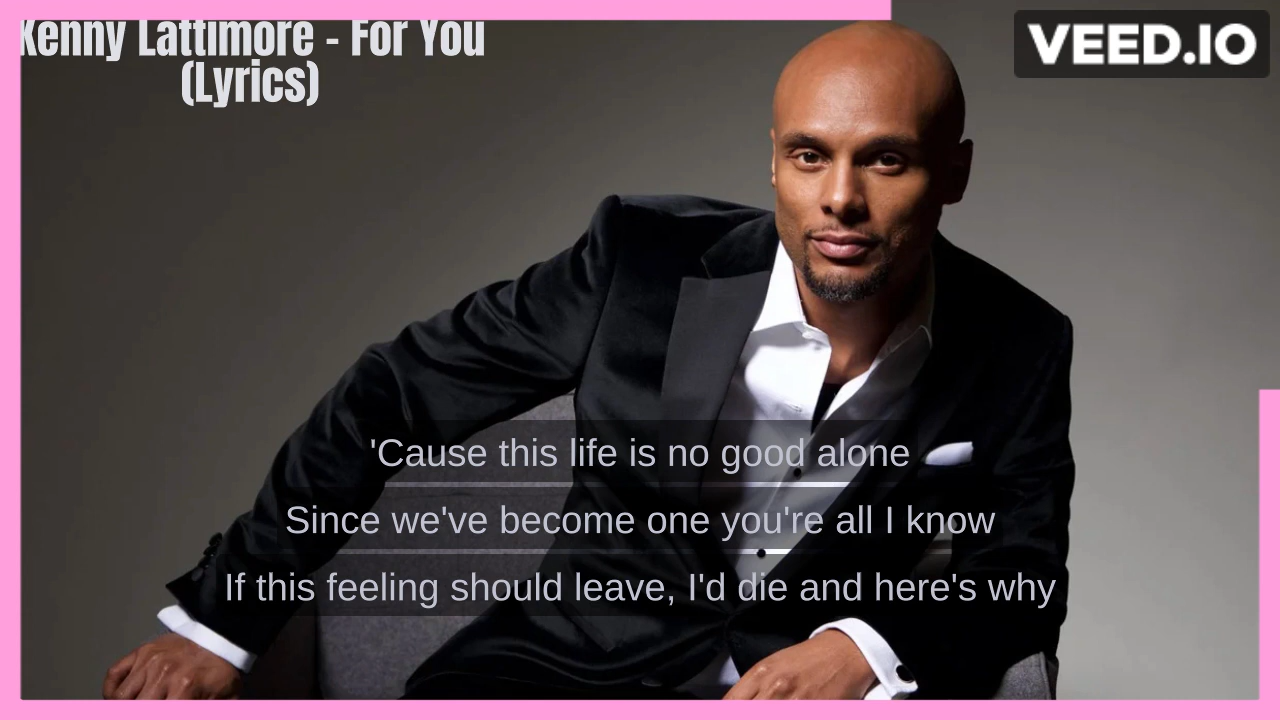 Kenny Lattimore - For You
(Lyrics)
VEED.IO
'Cause this life is no good alone
Since we've become one you're all I know
If this feeling should leave, I'd die and here's why